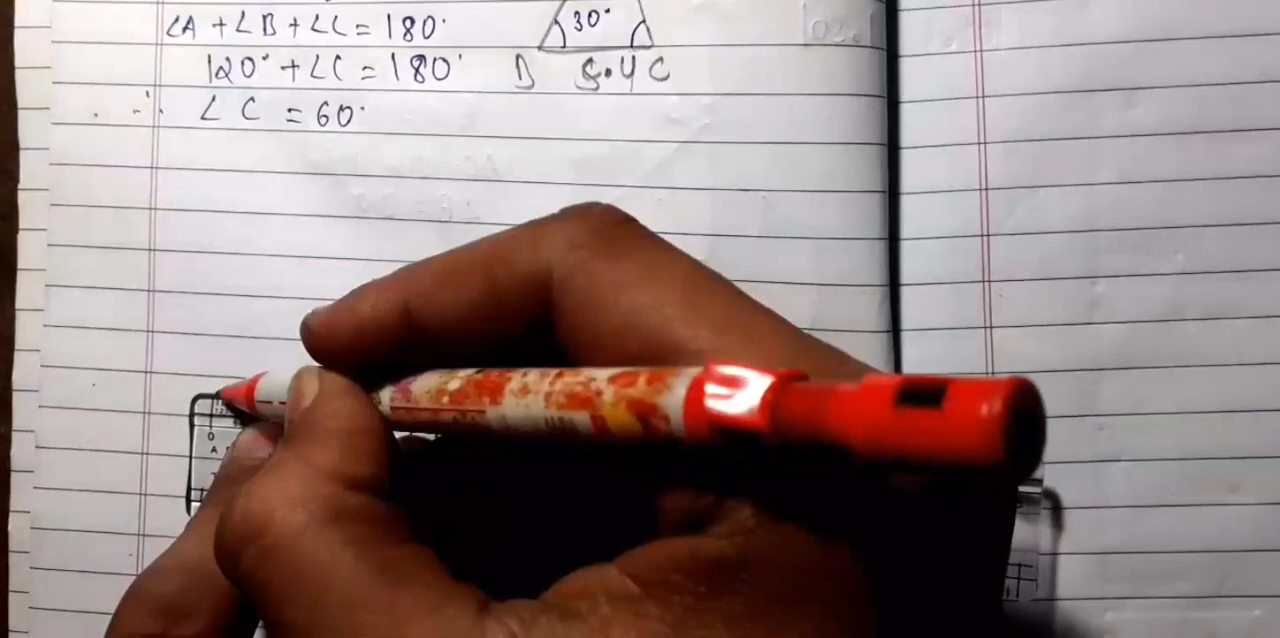 ∠A + ∠B + ∠C = 180°
30°
120° + ∠C = 180°
B 5.4 C
∴ ∠C = 60°